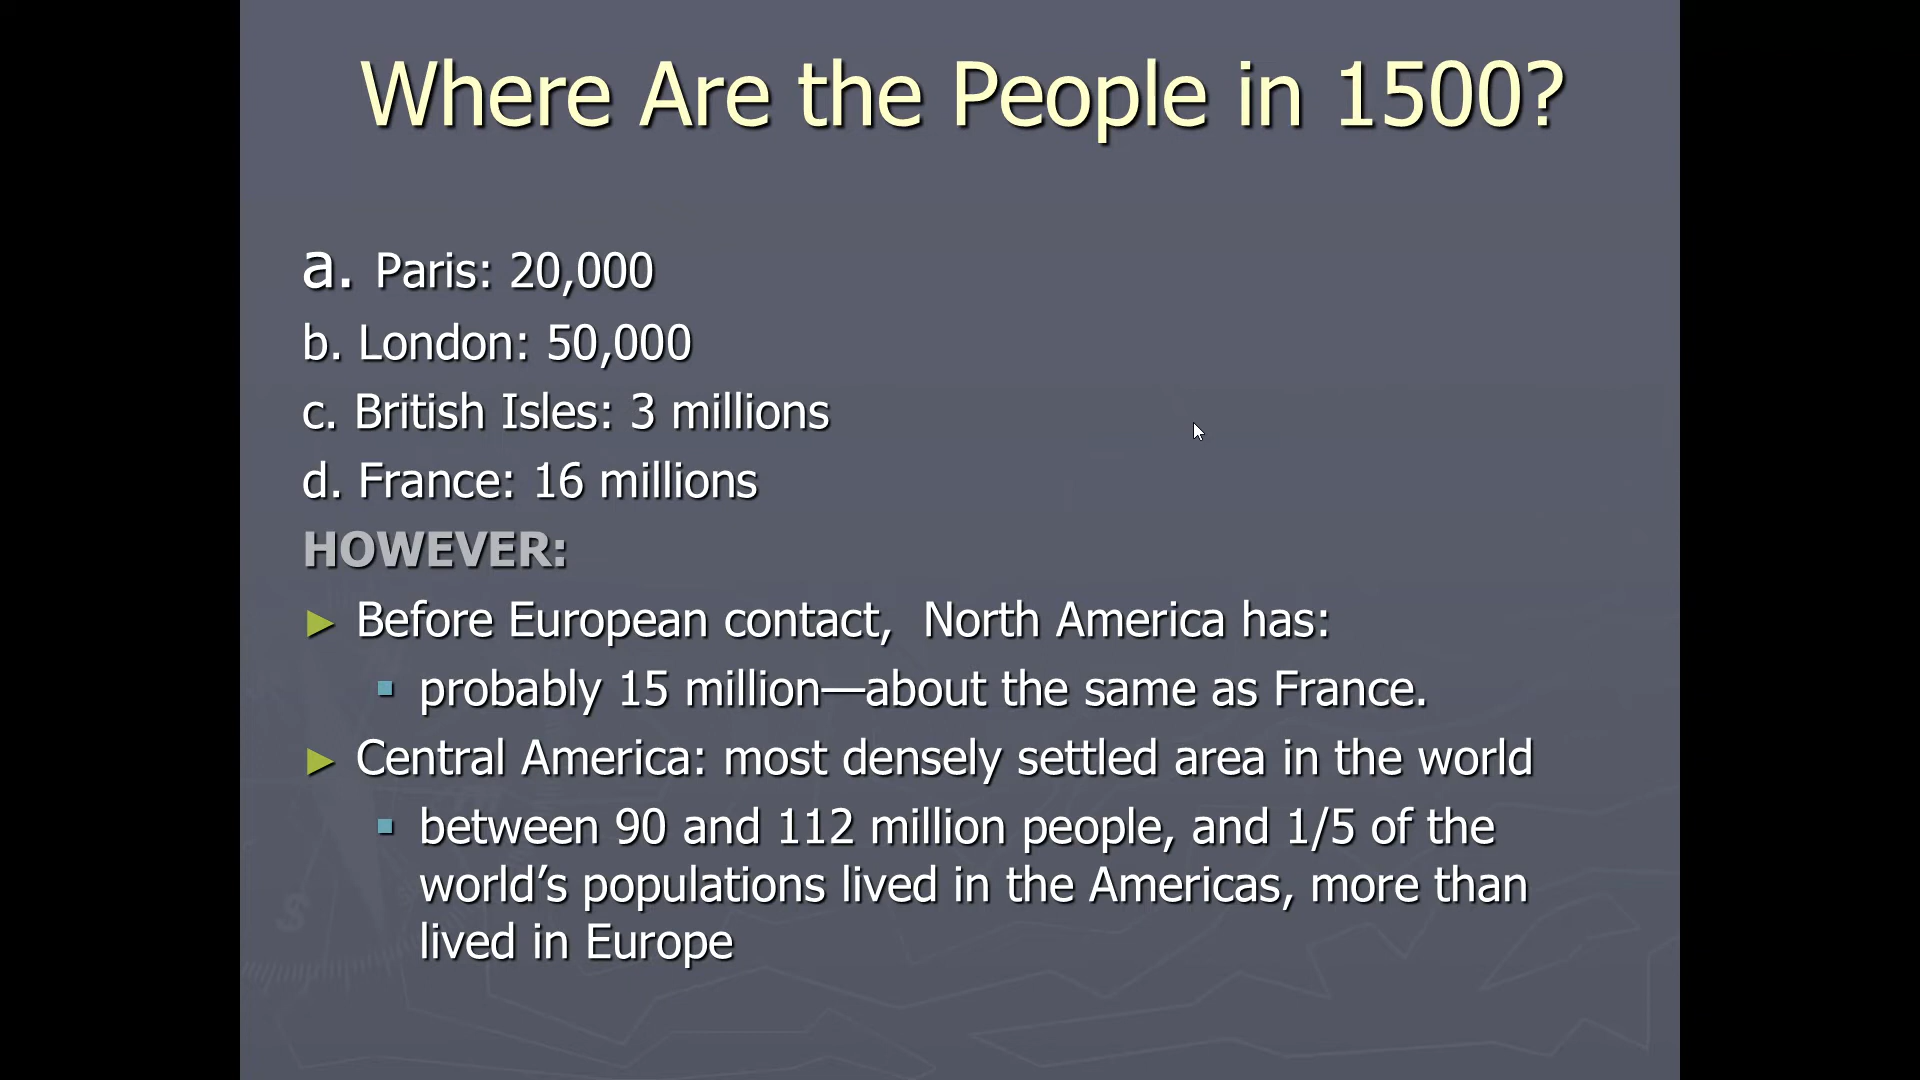 Where Are the People in 1500?
a. Paris: 20,000
b. London: 50,000
c. British Isles: 3 millions
d. France: 16 millions
HOWEVER:
► Before European contact,  North America has:
▪ probably 15 million—about the same as France.
► Central America: most densely settled area in the world
▪ between 90 and 112 million people, and 1/5 of the
world’s populations lived in the Americas, more than
lived in Europe